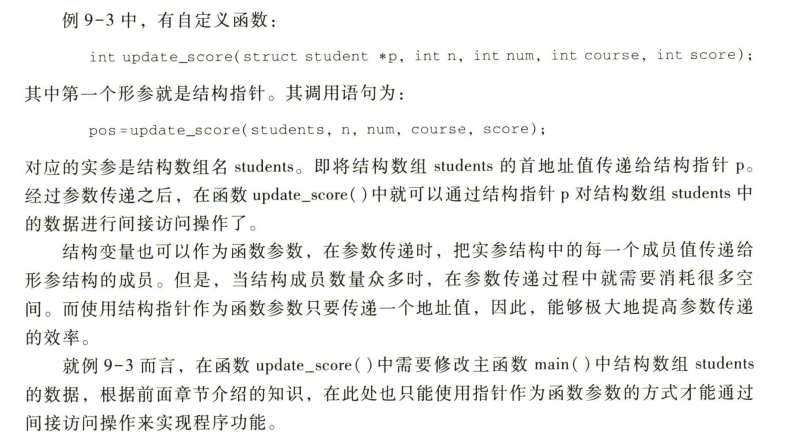 例 9-3 中，有自定义函数：
int update_score(struct student *p, int n, int num, int course, int score);
其中第一个形参就是结构指针。其调用语句为：
pos=update_score(students, n, num, course, score);
对应的实参是结构数组名 students。即将结构数组 students 的首地址值传递给结构指针 p。
经过参数传递之后，在函数 update_score( )中就可以通过结构指针 p 对结构数组 students 中
的数据进行间接访问操作了。
结构变量也可以作为函数参数，在参数传递时，把实参结构中的每一个成员值传递给
形参结构的成员。但是，当结构成员数量众多时，在参数传递过程中就需要消耗很多空
间。而使用结构指针作为函数参数只要传递一个地址值，因此，能够极大地提高参数传递
的效率。
就例 9-3 而言，在函数 update_score( )中需要修改主函数 main( )中结构数组 students
的数据，根据前面章节介绍的知识，在此处也只能使用指针作为函数参数的方式才能通过
间接访问操作来实现程序功能。